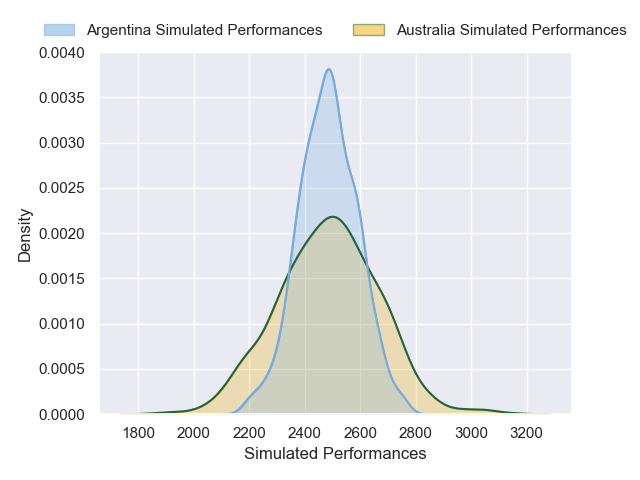 Argentina Simulated Performances Australia Simulated Performances
0.0040
0.0035
0.0030
0.0025
0.0020
0.0015
0.0010
0.0005
0.0000
Density
1800 2000 2200 2400 2600 2800 3000 3200
Simulated Performances